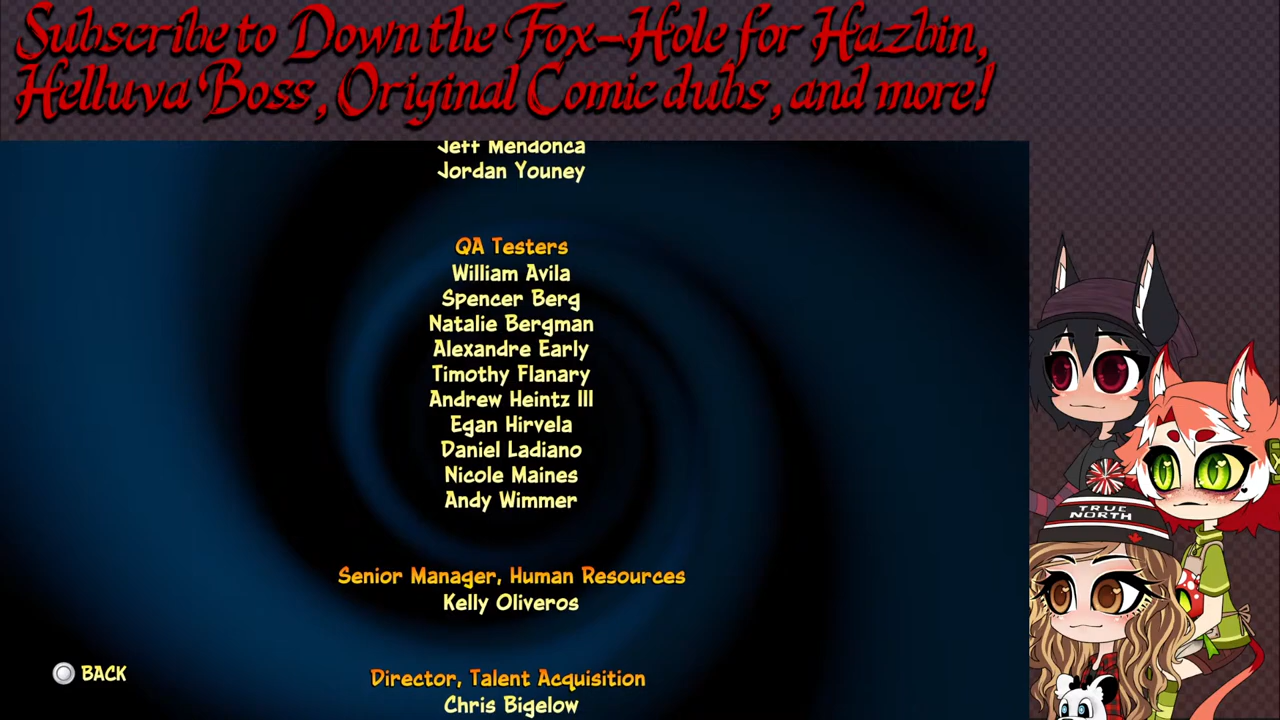 Subscribe to Down the Fox-Hole for Hazbin,
Helluva Boss, Original Comic dubs, and more!
Jeff Mendonca
Jordan Youney
QA Testers
William Avila
Spencer Berg
Natalie Bergman
Alexandre Early
Timothy Flanary
Andrew Heintz III
Egan Hirvela
Daniel Ladiano
Nicole Maines
Andy Wimmer
TRUE
NORTH
Senior Manager, Human Resources
Kelly Oliveros
BACK
Director, Talent Acquisition
Chris Bigelow